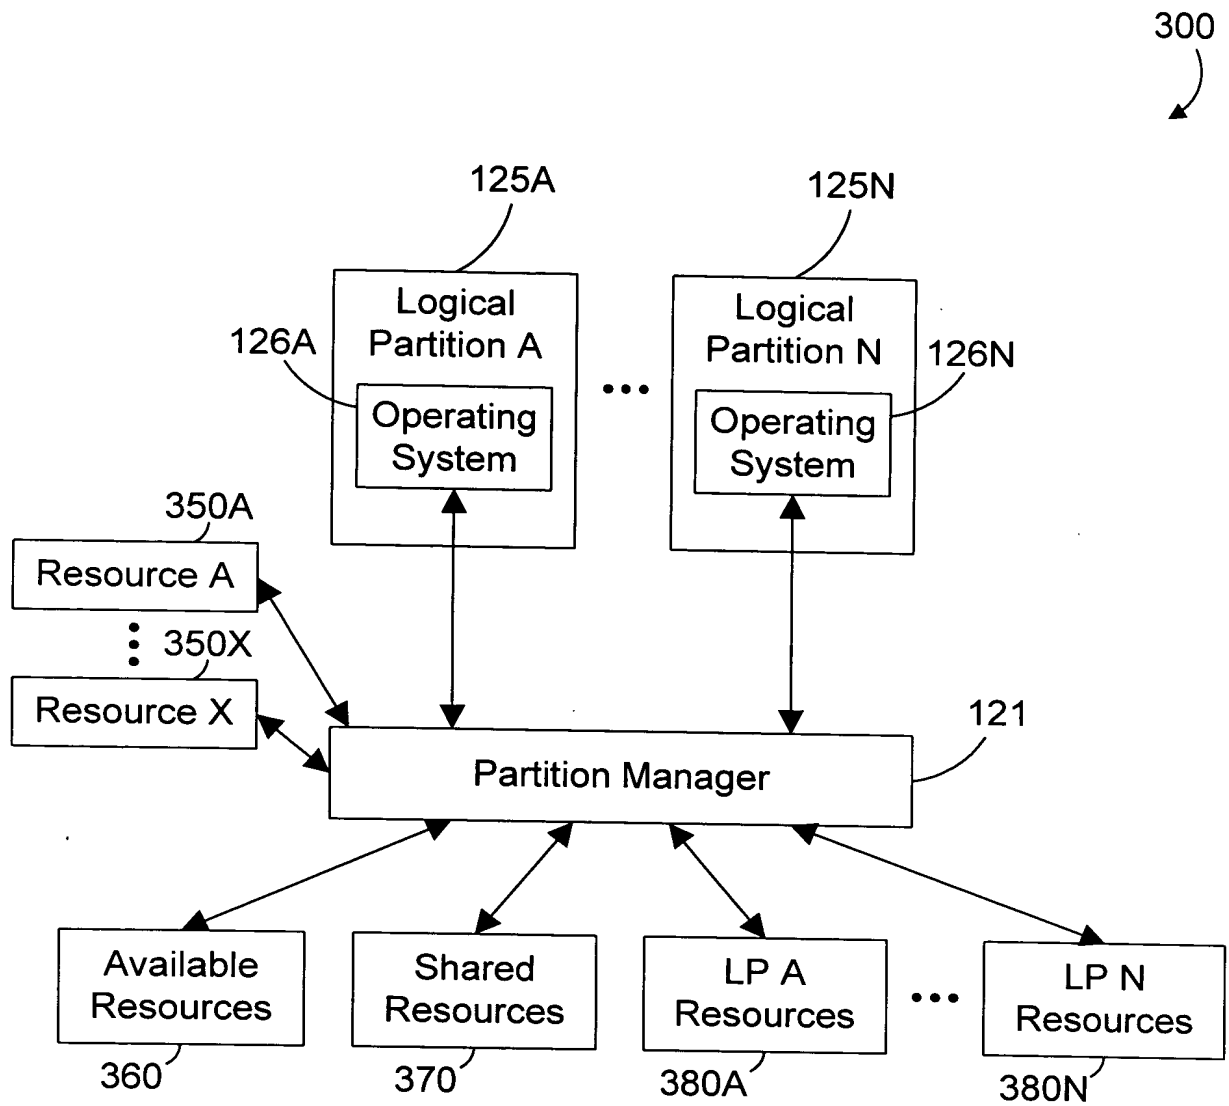 300
125A
125N
Logical
Partition A
Logical
Partition N
126A
126N
Operating
System
Operating
System
350A
Resource A
350X
Resource X
121
Partition Manager
Available
Resources
Shared
Resources
LP A
Resources
LP N
Resources
360
370
380A
380N